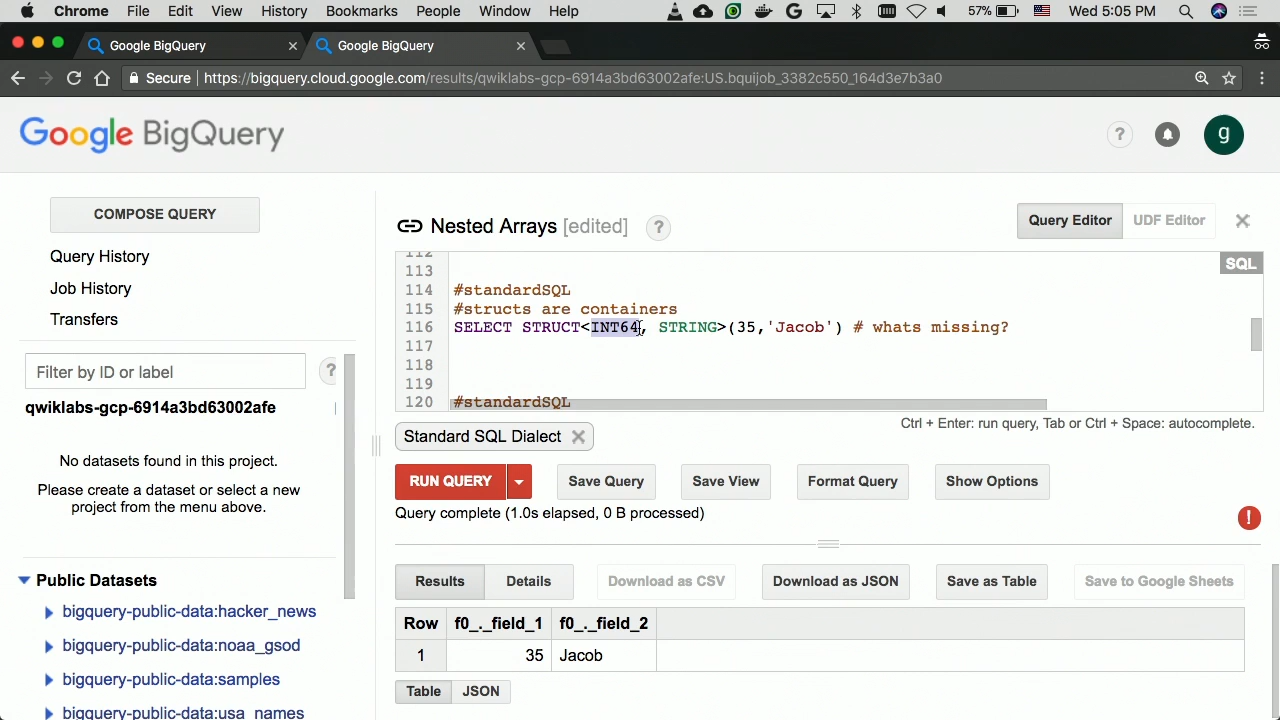 Chrome File Edit View History Bookmarks People Window Help 57% Wed 5:05 PM
Google BigQuery Google BigQuery
Secure https://bigquery.cloud.google.com/results/qwiklabs-gcp-6914a3bd63002afe:US.bquijob_3382c550_164d3e7b3a0
Google BigQuery ? g
COMPOSE QUERY
Query History
Job History
Transfers
Filter by ID or label ?
qwiklabs-gcp-6914a3bd63002afe
No datasets found in this project.
Please create a dataset or select a new
project from the menu above.
Public Datasets
bigquery-public-data:hacker_news
bigquery-public-data:noaa_gsod
bigquery-public-data:samples
bigquery-public-data:usa_names
Nested Arrays [edited] ? Query Editor UDF Editor
SQL
112
113
114 #standardSQL
115 #structs are containers
116 SELECT STRUCT<INT64, STRING>(35,'Jacob') # whats missing?
117
118
119
120 #standardSQL
Ctrl + Enter: run query, Tab or Ctrl + Space: autocomplete.
Standard SQL Dialect
RUN QUERY Save Query Save View Format Query Show Options
Query complete (1.0s elapsed, 0 B processed) !
Results Details Download as CSV Download as JSON Save as Table Save to Google Sheets
Row f0_._field_1 f0_._field_2
1 35 Jacob
Table JSON